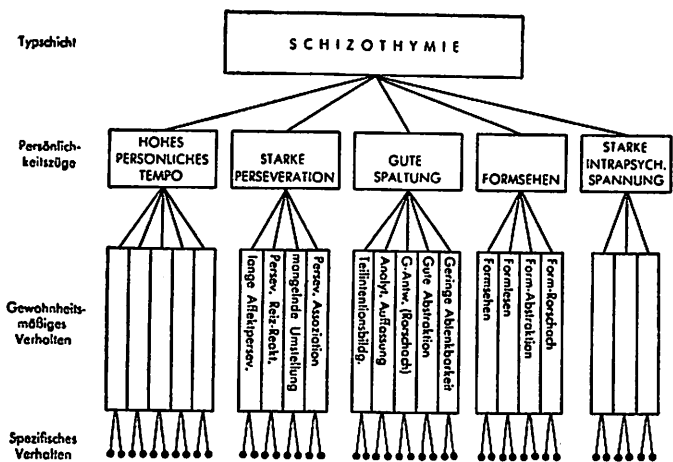 Typschicht
SCHIZOTHYMIE
Persönlich-
keitszüge
HOHES
PERSÖNLICHES
TEMPO
STARKE
PERSEVERATION
GUTE
SPALTUNG
FORMSEHEN
STARKE
INTRAPSYCH.
SPANNUNG
Gewohnheits-
mäßiges
Verhalten
lange Affektpersev.
Persev. Reiz-Reakt.
mangelnde Umstellung
Persev. Assoziation
Teilintentionsbildg.
Analyt. Auffassung
G-Antw. (Rorschach)
Gute Abstraktion
Geringe Ablenkbarkeit
Formsehen
Formlesen
Form-Abstraktion
Form-Rorschach
Spezifisches
Verhalten